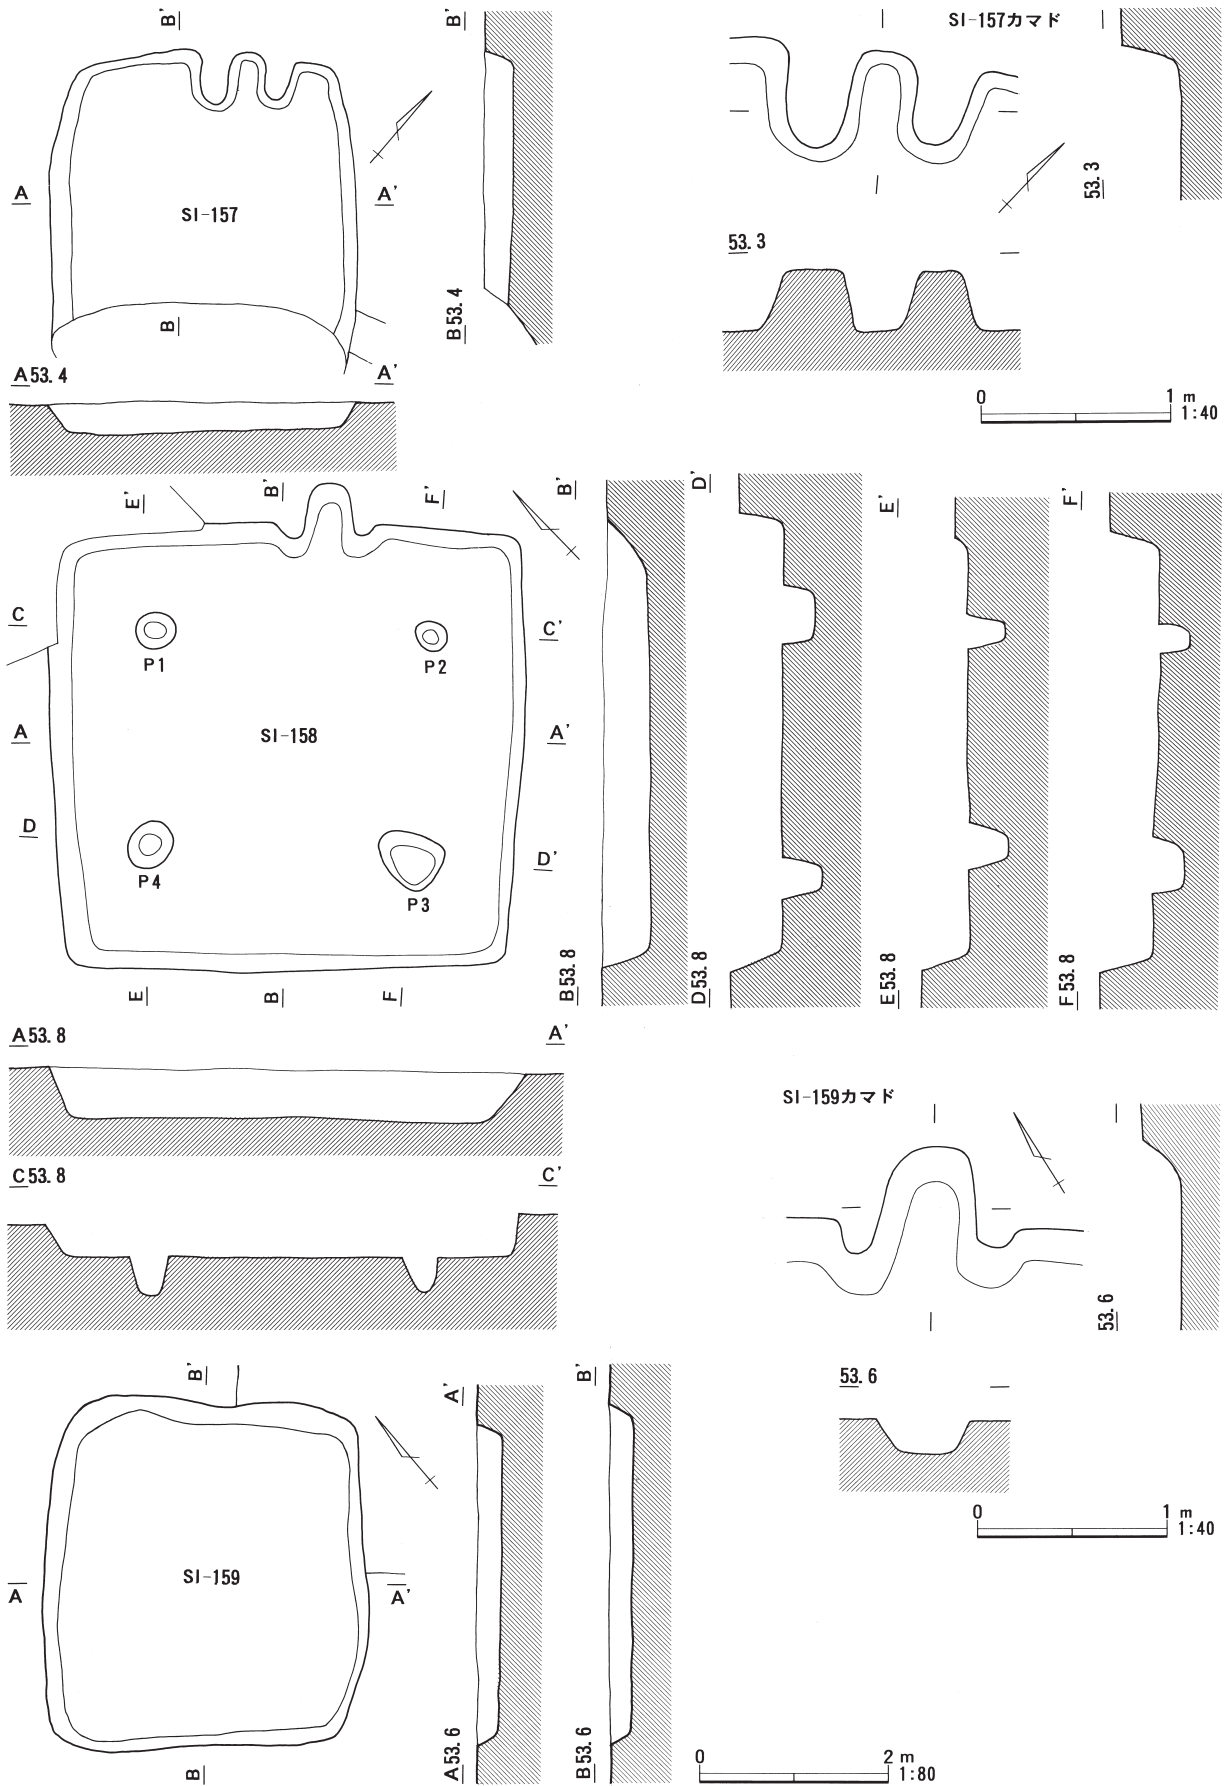 B'
B'
SI-157カマド
A
A'
SI-157
53.3
53.3
B
B53.4
A53.4
A'
0 1 m
1:40
E'
B'
F'
B'
D'
E'
F'
C
C'
P1
P2
A
SI-158
A'
D
D'
P4
P3
E
B
F
B53.8
D53.8
E53.8
F53.8
A53.8
A'
SI-159カマド
C53.8
C'
53.6
B'
A'
B'
53.6
0 1 m
1:40
A
SI-159
A'
B
A53.6
B53.6
0 2 m
1:80